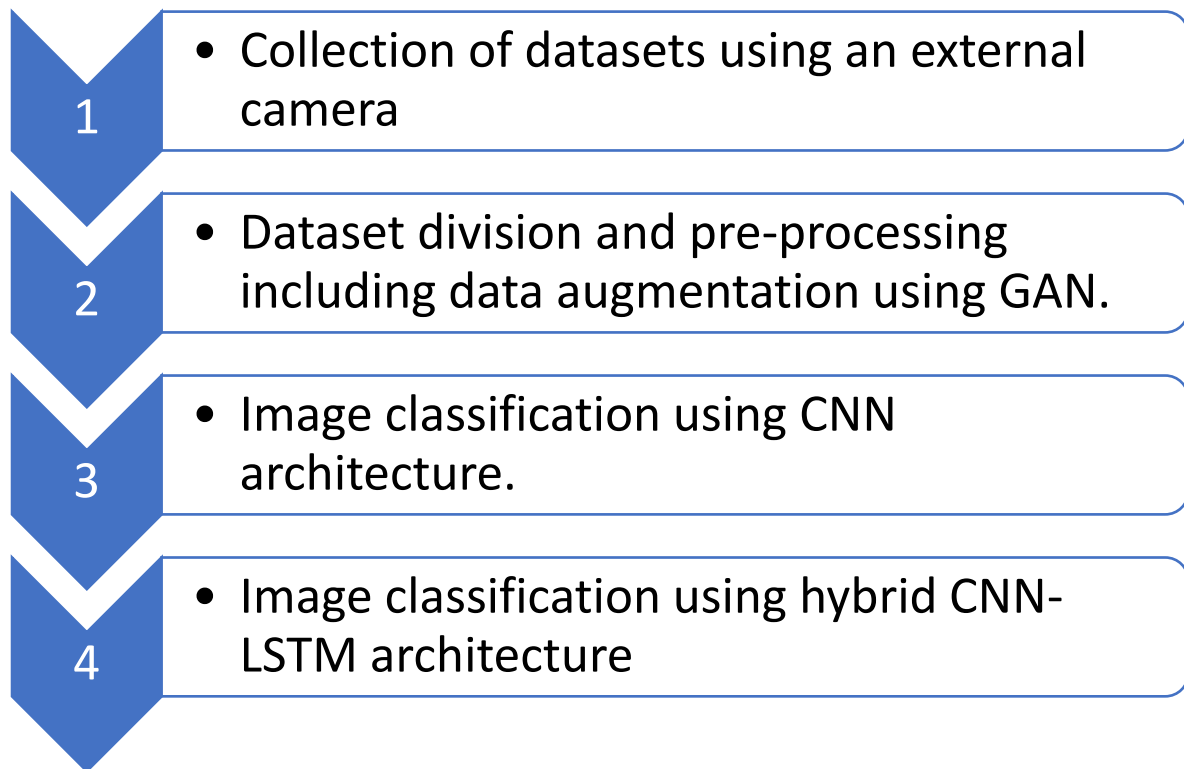 1
• Collection of datasets using an external
camera
2
• Dataset division and pre-processing
including data augmentation using GAN.
3
• Image classification using CNN
architecture.
4
• Image classification using hybrid CNN-
LSTM architecture